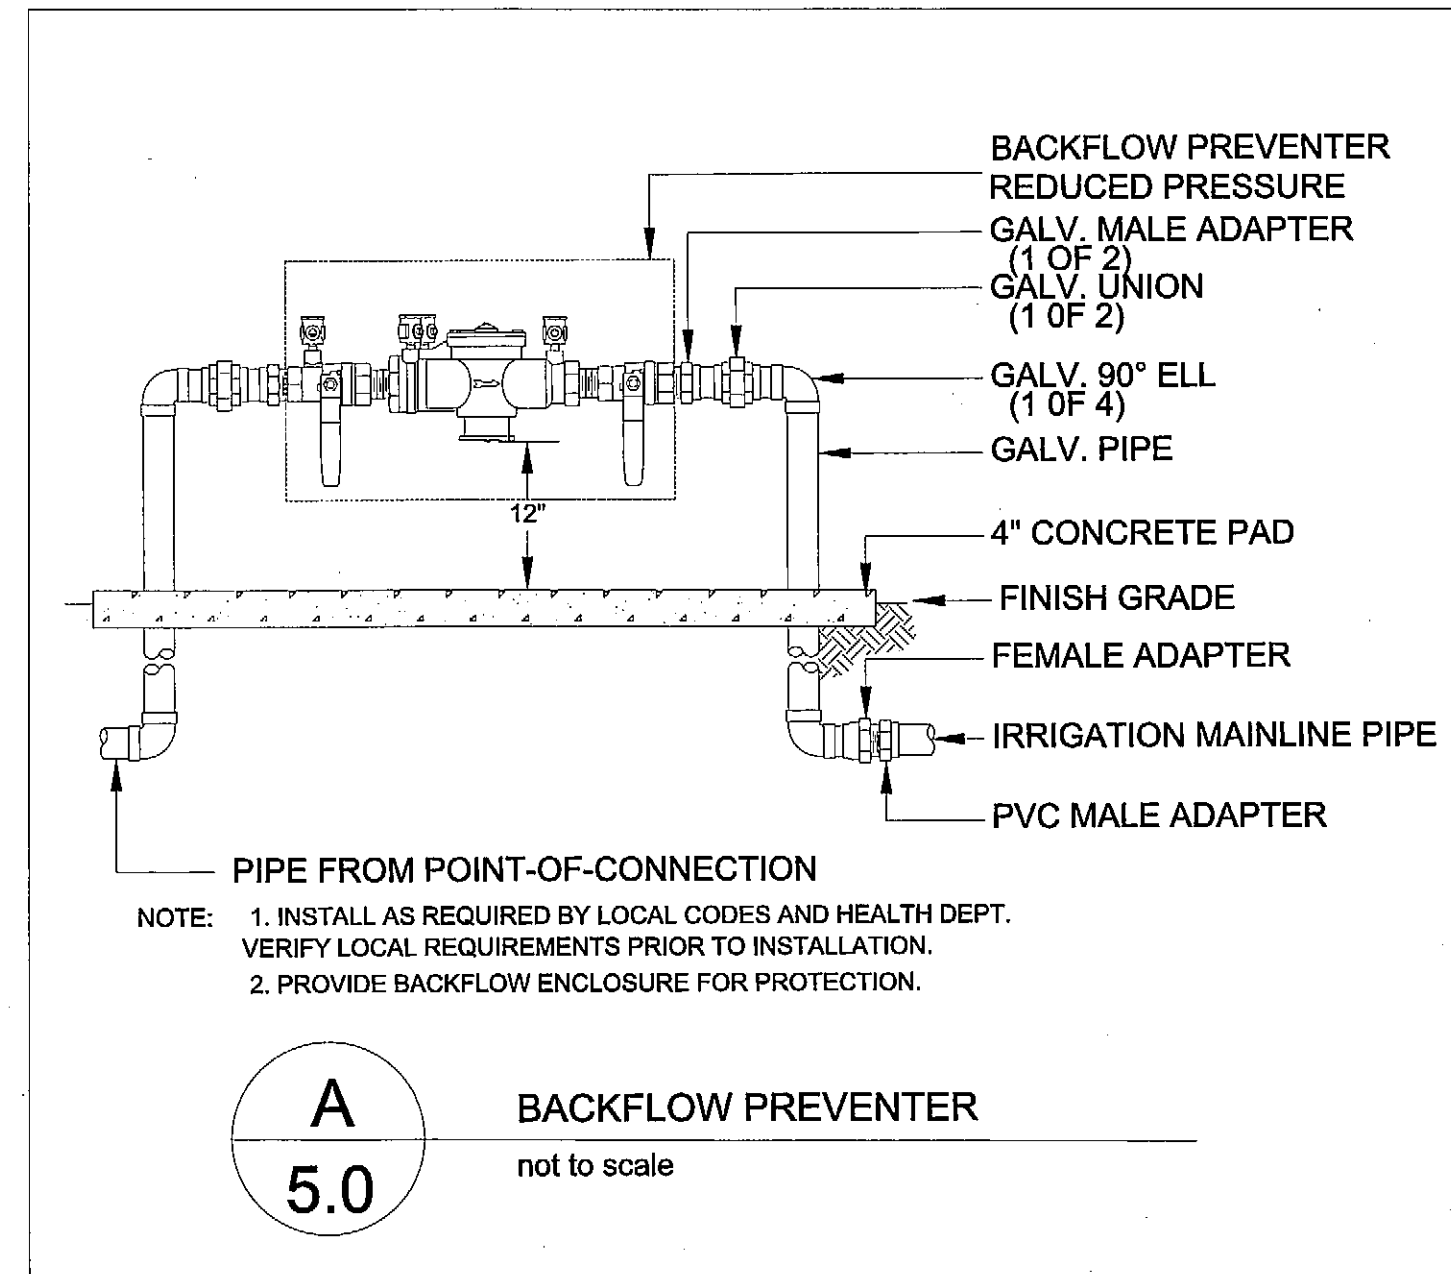 BACKFLOW PREVENTER
REDUCED PRESSURE
GALV. MALE ADAPTER
(1 OF 2)
GALV. UNION
(1 0F 2)
GALV. 90° ELL
(1 0F 4)
GALV. PIPE
12"
4" CONCRETE PAD
FINISH GRADE
FEMALE ADAPTER
IRRIGATION MAINLINE PIPE
PVC MALE ADAPTER
PIPE FROM POINT-OF-CONNECTION
NOTE: 1. INSTALL AS REQUIRED BY LOCAL CODES AND HEALTH DEPT.
VERIFY LOCAL REQUIREMENTS PRIOR TO INSTALLATION.
2. PROVIDE BACKFLOW ENCLOSURE FOR PROTECTION.
A
5.0
BACKFLOW PREVENTER
not to scale